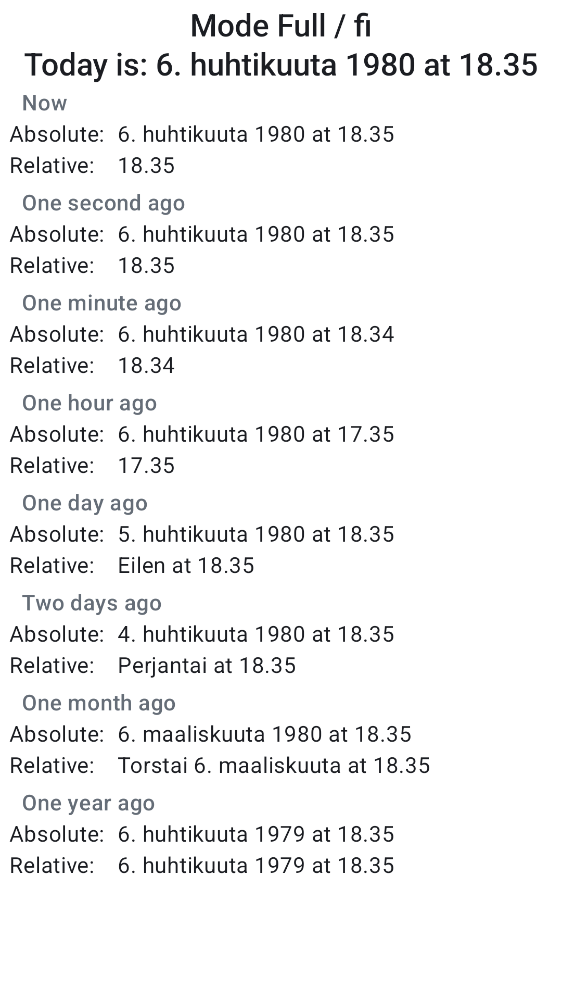 Mode Full / fi
Today is: 6. huhtikuuta 1980 at 18.35
Now
Absolute: 6. huhtikuuta 1980 at 18.35
Relative: 18.35
One second ago
Absolute: 6. huhtikuuta 1980 at 18.35
Relative: 18.35
One minute ago
Absolute: 6. huhtikuuta 1980 at 18.34
Relative: 18.34
One hour ago
Absolute: 6. huhtikuuta 1980 at 17.35
Relative: 17.35
One day ago
Absolute: 5. huhtikuuta 1980 at 18.35
Relative: Eilen at 18.35
Two days ago
Absolute: 4. huhtikuuta 1980 at 18.35
Relative: Perjantai at 18.35
One month ago
Absolute: 6. maaliskuuta 1980 at 18.35
Relative: Torstai 6. maaliskuuta at 18.35
One year ago
Absolute: 6. huhtikuuta 1979 at 18.35
Relative: 6. huhtikuuta 1979 at 18.35